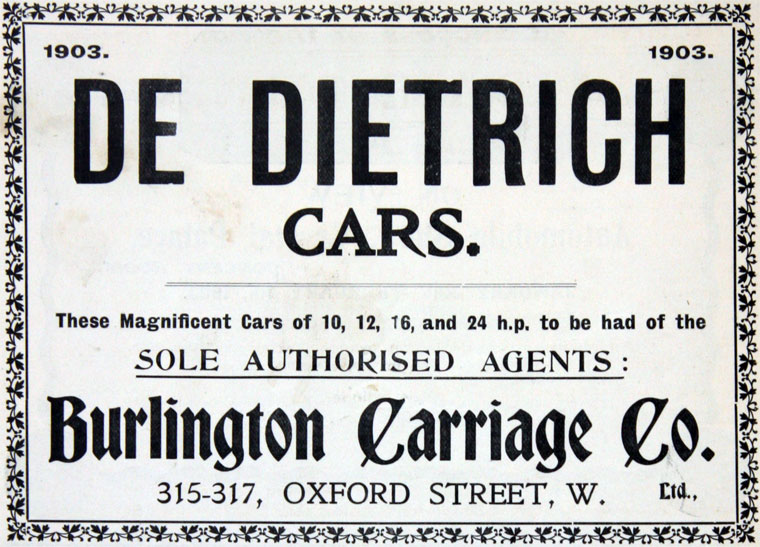 1903. 1903.
DE DIETRICH
CARS.
These Magnificent Cars of 10, 12, 16, and 24 h.p. to be had of the
SOLE AUTHORISED AGENTS:
Burlington Carriage Co.
315-317, OXFORD STREET, W. Ltd.,